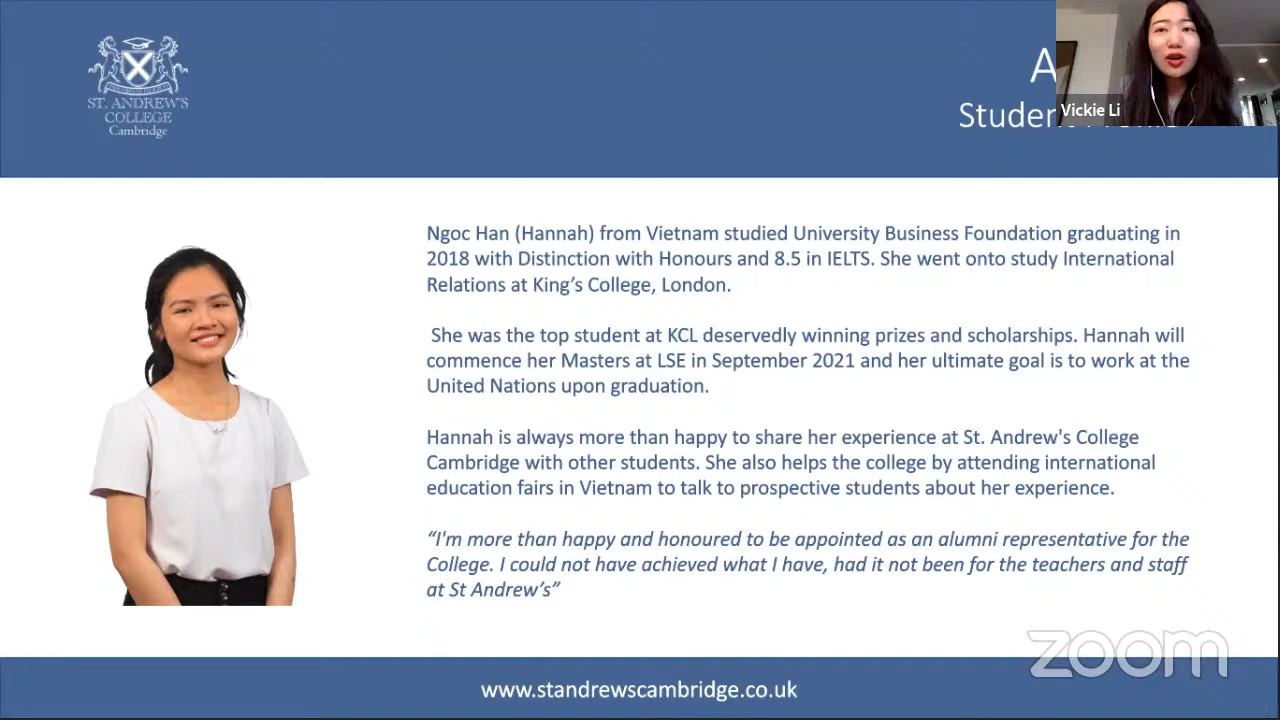 ST. ANDREW'S
COLLEGE
Cambridge
A
Student
Vickie Li
Ngoc Han (Hannah) from Vietnam studied University Business Foundation graduating in
2018 with Distinction with Honours and 8.5 in IELTS. She went onto study International
Relations at King’s College, London.
She was the top student at KCL deservedly winning prizes and scholarships. Hannah will
commence her Masters at LSE in September 2021 and her ultimate goal is to work at the
United Nations upon graduation.
Hannah is always more than happy to share her experience at St. Andrew's College
Cambridge with other students. She also helps the college by attending international
education fairs in Vietnam to talk to prospective students about her experience.
“I'm more than happy and honoured to be appointed as an alumni representative for the
College. I could not have achieved what I have, had it not been for the teachers and staff
at St Andrew’s”
zoom
www.standrewscambridge.co.uk